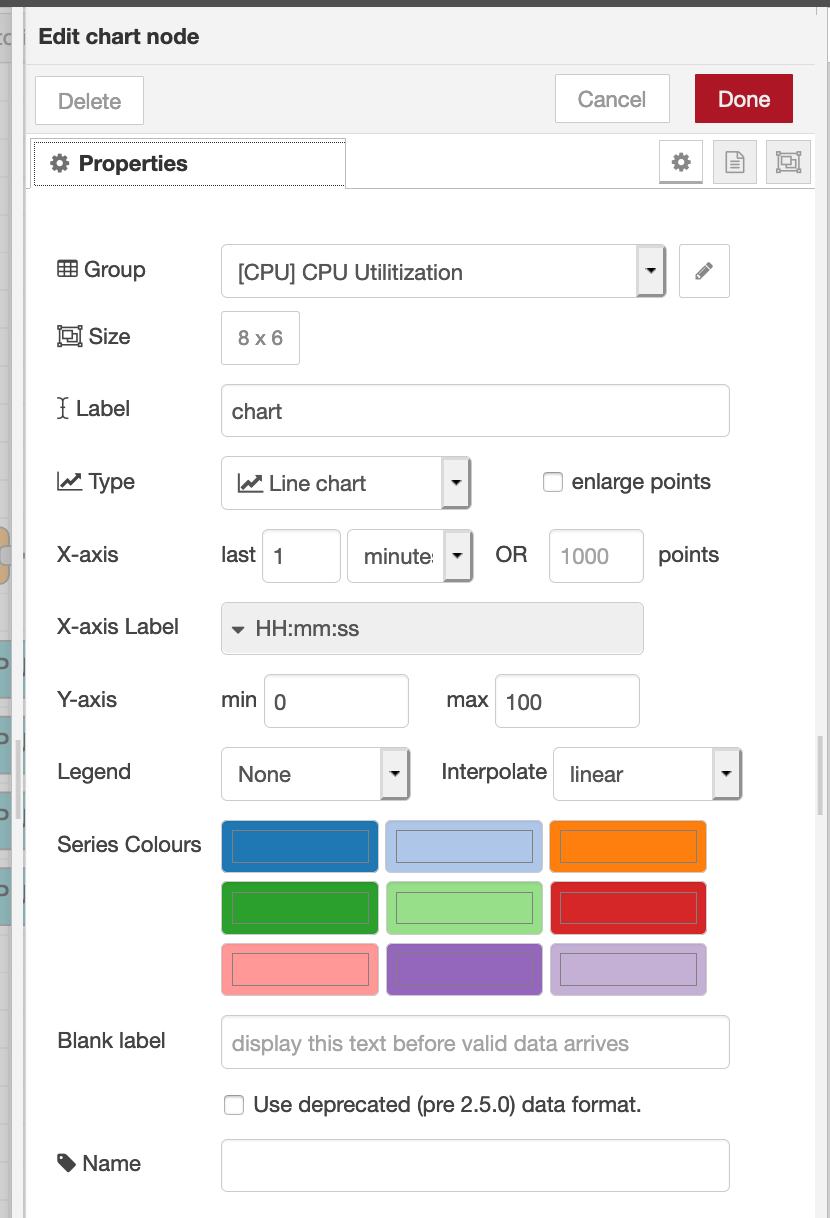 Edit chart node
Delete Cancel Done
Properties
Group [CPU] CPU Utilitization
Size 8 x 6
Label chart
Type Line chart enlarge points
X-axis last 1 minute OR 1000 points
X-axis Label HH:mm:ss
Y-axis min 0 max 100
Legend None Interpolate linear
Series Colours
Blank label display this text before valid data arrives
Use deprecated (pre 2.5.0) data format.
Name